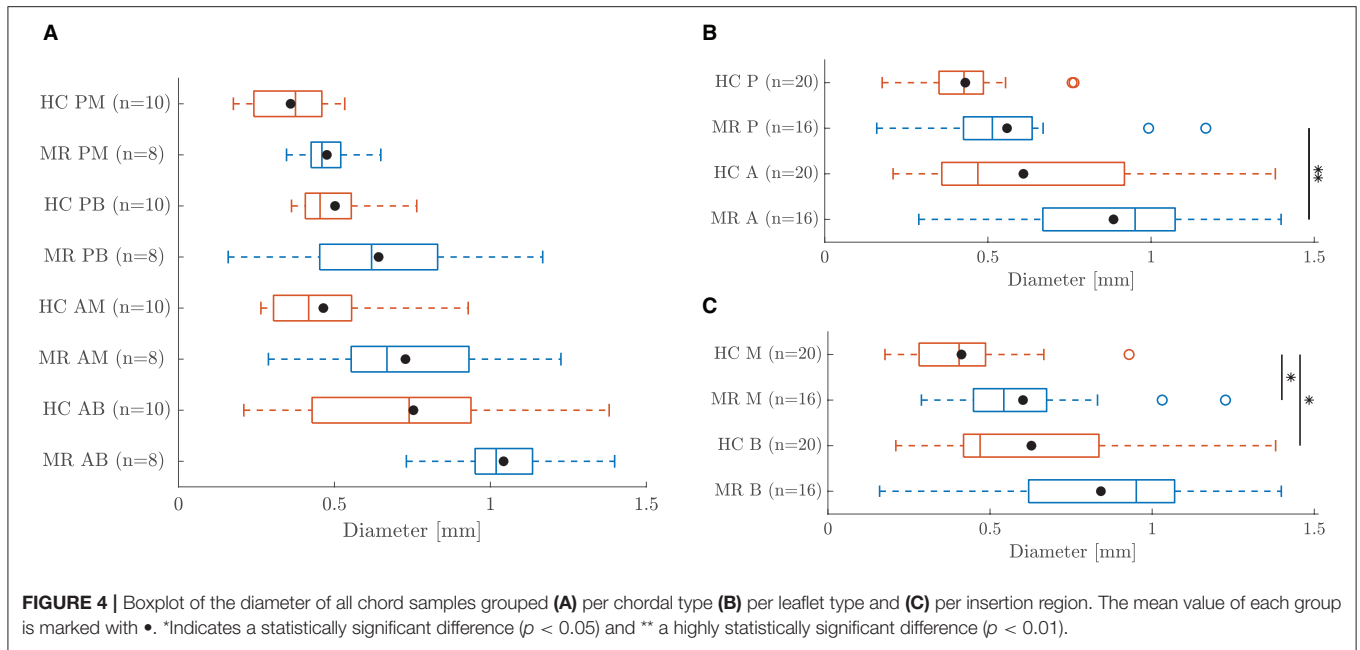 A
HC PM (n=10)
MR PM (n=8)
HC PB (n=10)
MR PB (n=8)
HC AM (n=10)
MR AM (n=8)
HC AB (n=10)
MR AB (n=8)
0 0.5 1 1.5
Diameter [mm]
B
HC P (n=20)
MR P (n=16)
HC A (n=20)
MR A (n=16)
**
0 0.5 1 1.5
Diameter [mm]
C
HC M (n=20)
MR M (n=16)
HC B (n=20)
MR B (n=16)
*
*
0 0.5 1 1.5
Diameter [mm]
FIGURE 4 | Boxplot of the diameter of all chord samples grouped (A) per chordal type (B) per leaflet type and (C) per insertion region. The mean value of each group
is marked with •. *Indicates a statistically significant difference (p < 0.05) and ** a highly statistically significant difference (p < 0.01).